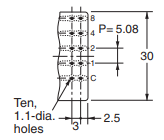 8
4
P= 5.08
2
30
1
C
Ten,
1.1-dia.
holes
3
2.5